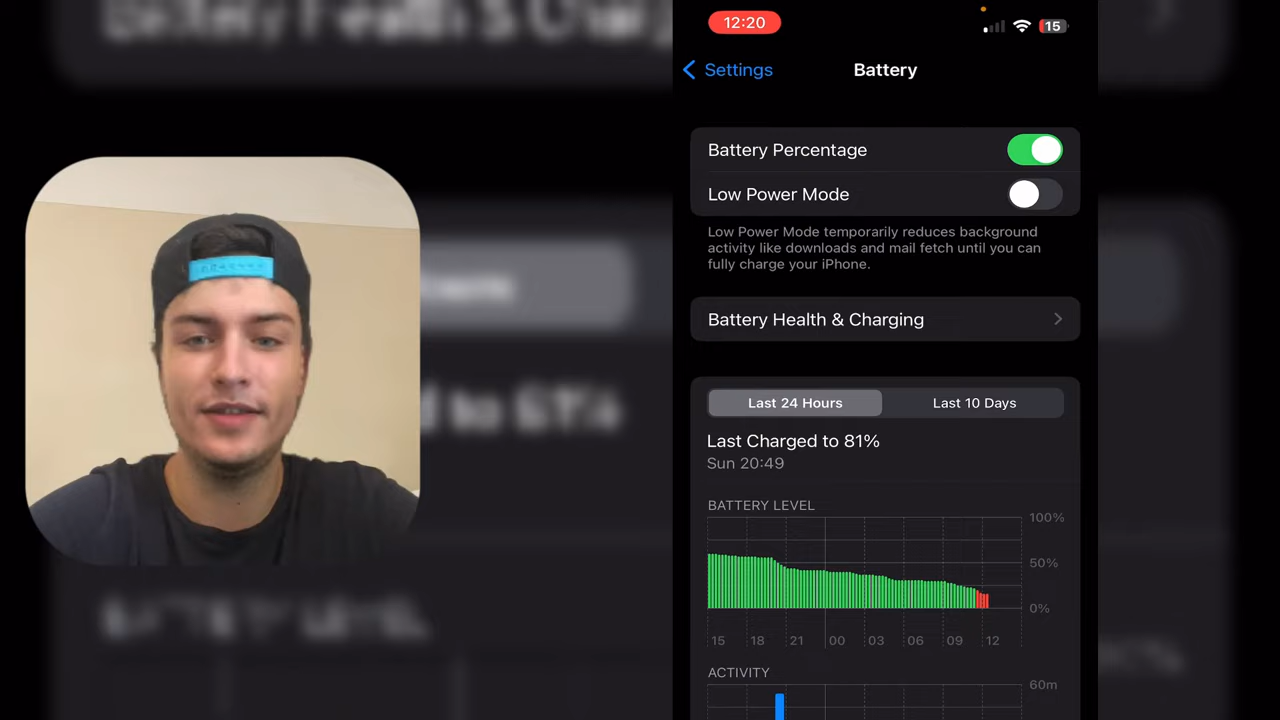 12:20
15
Settings
Battery
Battery Percentage
Low Power Mode
Low Power Mode temporarily reduces background
activity like downloads and mail fetch until you can
fully charge your iPhone.
Battery Health & Charging
Last 24 Hours
Last 10 Days
Last Charged to 81%
Sun 20:49
BATTERY LEVEL
100%
50%
0%
15 18 21 00 03 06 09 12
ACTIVITY
60m